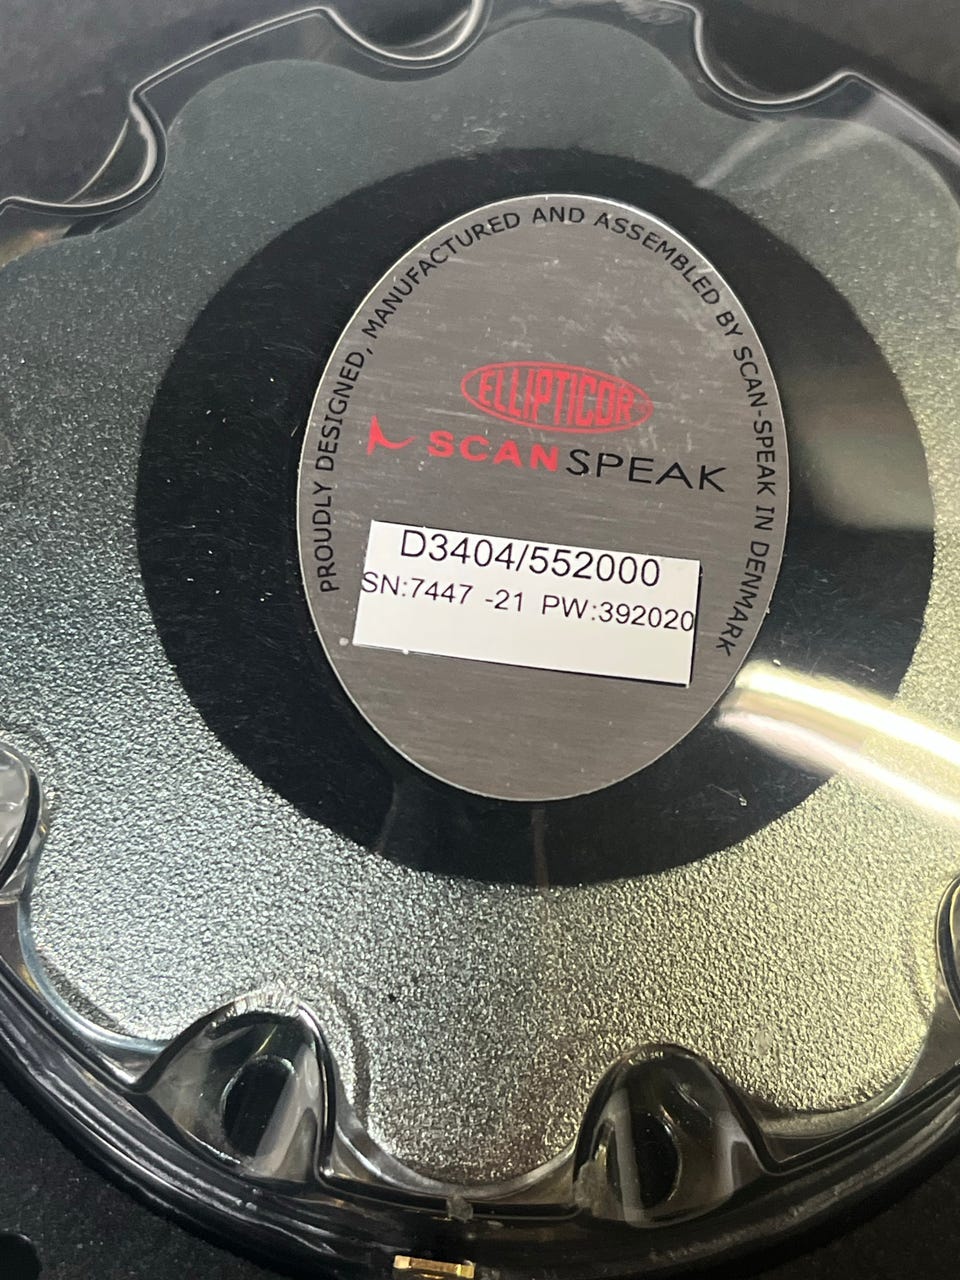 PROUDLY DESIGNED, MANUFACTURED AND ASSEMBLED BY SCAN-SPEAK IN DENMARK
ELLIPTICOR
SCANSPEAK
D3404/552000
SN:7447 -21 PW:392020